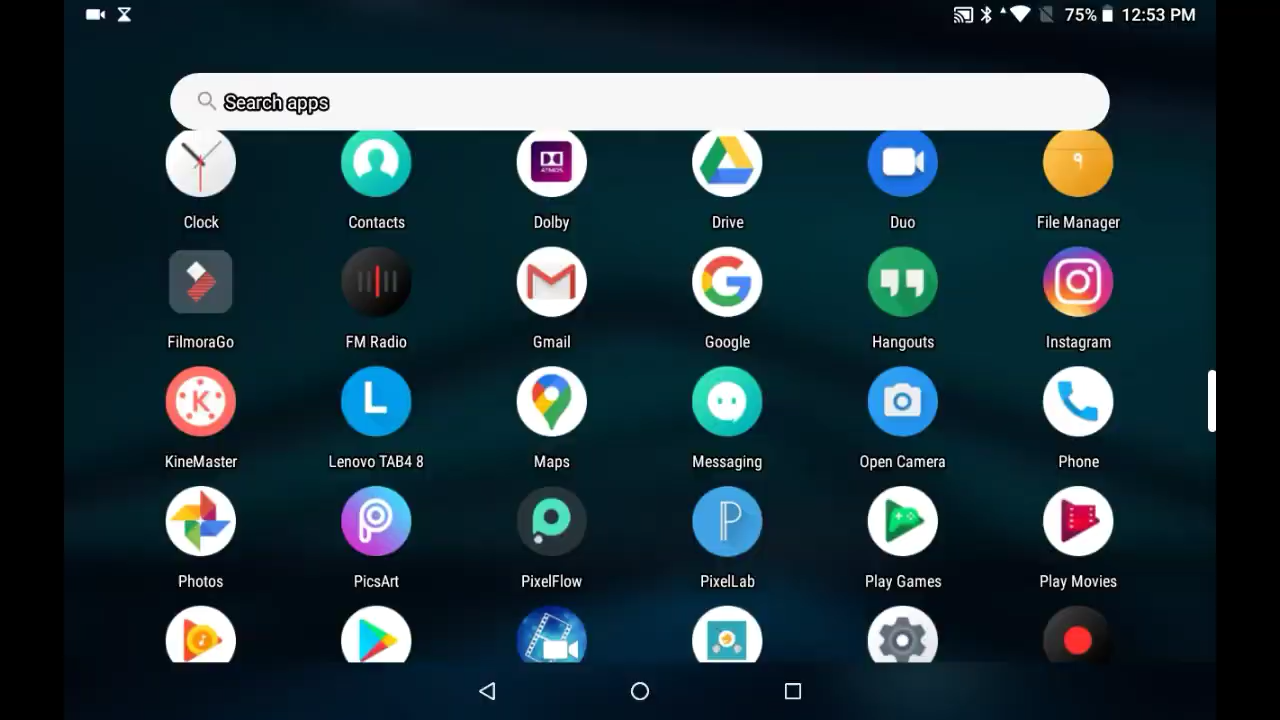 75% 12:53 PM
Search apps
Clock Contacts Dolby Drive Duo File Manager
FilmoraGo FM Radio Gmail Google Hangouts Instagram
KineMaster Lenovo TAB4 8 Maps Messaging Open Camera Phone
Photos PicsArt PixelFlow PixelLab Play Games Play Movies